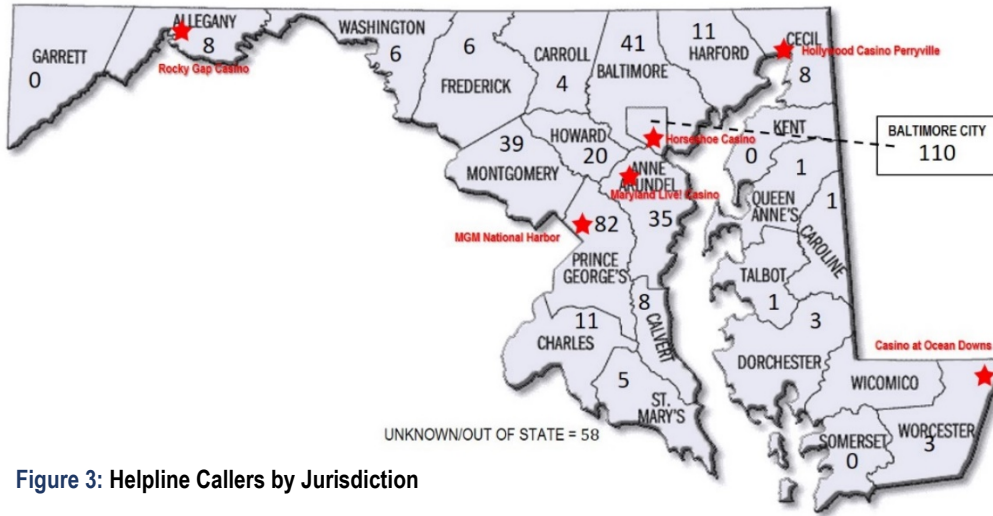 GARRETT
0
ALLEGANY
8
Rocky Gap Casino
WASHINGTON
6
6
FREDERICK
CARROLL
4
41
BALTIMORE
11
HARFORD
CECIL
Hollywood Casino Perryville
8
BALTIMORE CITY
110
Horseshoe Casino
HOWARD
20
39
MONTGOMERY
ANNE
ARUNDEL
Maryland Live! Casino
35
MGM National Harbor
82
PRINCE
GEORGE'S
KENT
0
1
QUEEN
ANNE'S
1
CAROLINE
TALBOT
1
8
CALVERT
11
CHARLES
5
ST.
MARY'S
3
DORCHESTER
Casino at Ocean Downs
WICOMICO
WORCESTER
3
SOMERSET
0
UNKNOWN/OUT OF STATE = 58
Figure 3: Helpline Callers by Jurisdiction